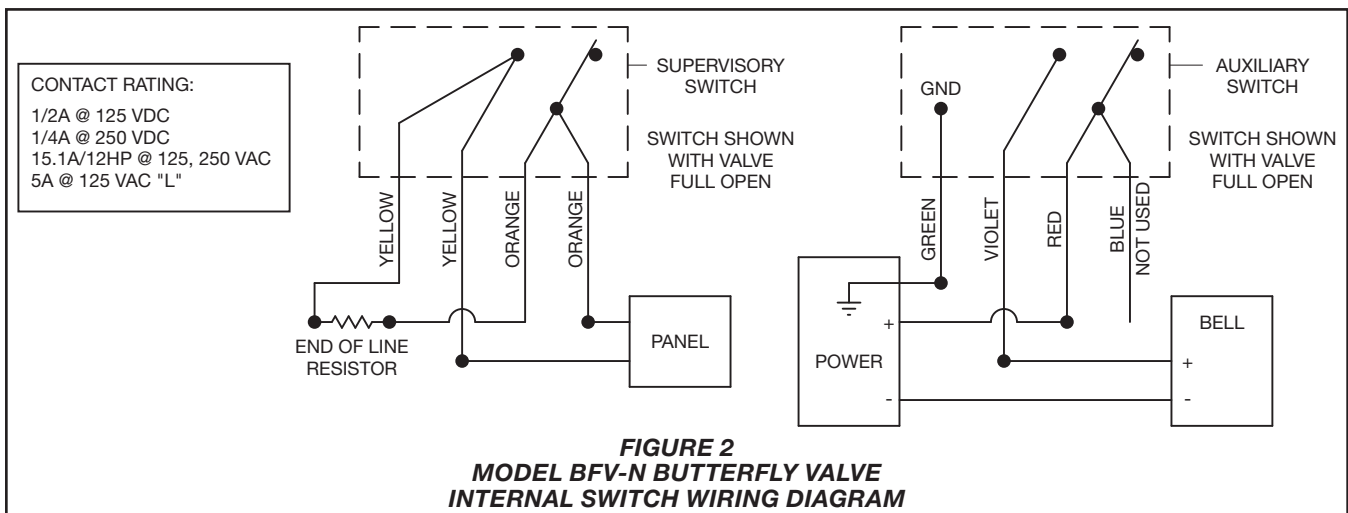 CONTACT RATING:
1/2A @ 125 VDC
1/4A @ 250 VDC
15.1A/12HP @ 125, 250 VAC
5A @ 125 VAC "L"
SUPERVISORY
SWITCH
SWITCH SHOWN
WITH VALVE
FULL OPEN
YELLOW
YELLOW
ORANGE
ORANGE
END OF LINE
RESISTOR
PANEL
GND
AUXILIARY
SWITCH
SWITCH SHOWN
WITH VALVE
FULL OPEN
GREEN
VIOLET
RED
BLUE
NOT USED
POWER
+
-
BELL
+
-
FIGURE 2
MODEL BFV-N BUTTERFLY VALVE
INTERNAL SWITCH WIRING DIAGRAM